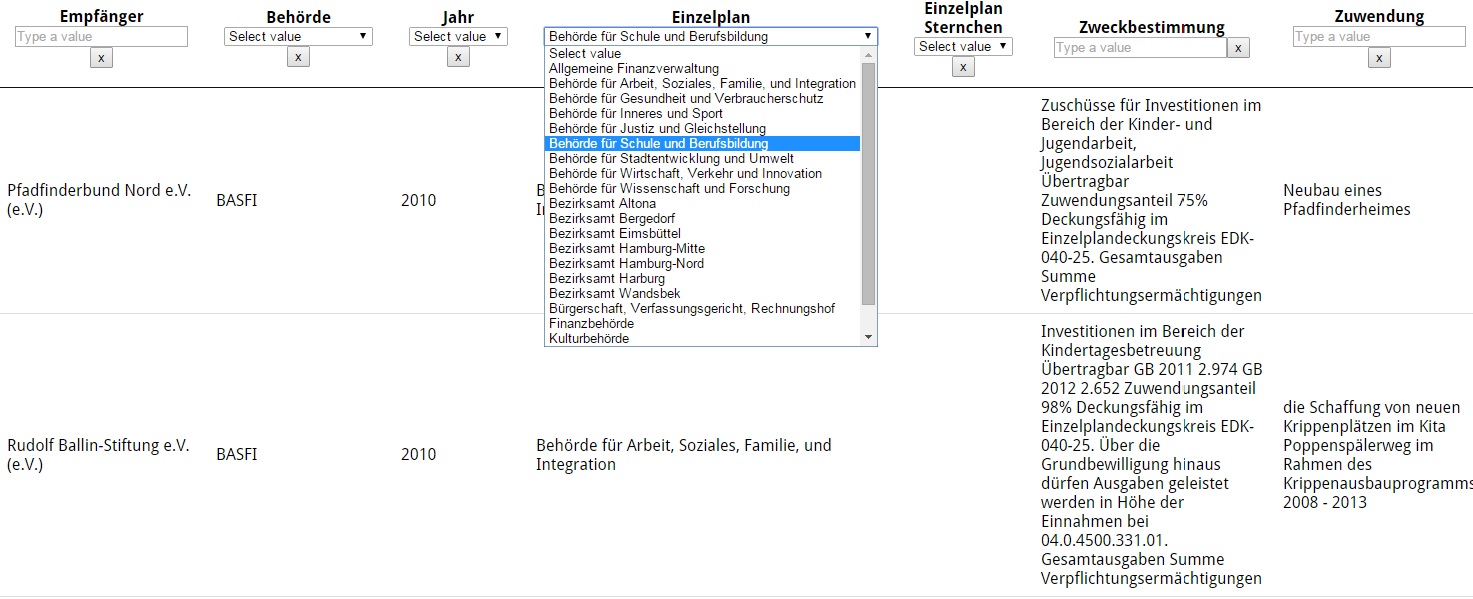 Empfänger
Type a value
x
Behörde
Select value
x
Jahr
Select value
x
Einzelplan
Behörde für Schule und Berufsbildung
Select value
Allgemeine Finanzverwaltung
Behörde für Arbeit, Soziales, Familie, und Integration
Behörde für Gesundheit und Verbraucherschutz
Behörde für Inneres und Sport
Behörde für Justiz und Gleichstellung
Behörde für Schule und Berufsbildung
Behörde für Stadtentwicklung und Umwelt
Behörde für Wirtschaft, Verkehr und Innovation
Behörde für Wissenschaft und Forschung
Bezirksamt Altona
Bezirksamt Bergedorf
Bezirksamt Eimsbüttel
Bezirksamt Hamburg-Mitte
Bezirksamt Hamburg-Nord
Bezirksamt Harburg
Bezirksamt Wandsbek
Bürgerschaft, Verfassungsgericht, Rechnungshof
Finanzbehörde
Kulturbehörde
Einzelplan
Sternchen
Select value
x
Zweckbestimmung
Type a value
x
Zuwendung
Type a value
x
Pfadfinderbund Nord e.V.
(e.V.)
BASFI
2010
Zuschüsse für Investitionen im
Bereich der Kinder- und
Jugendarbeit,
Jugendsozialarbeit
Übertragbar
Zuwendungsanteil 75%
Deckungsfähig im
Einzelplandeckungskreis EDK-
040-25. Gesamtausgaben
Summe
Verpflichtungsermächtigungen
Neubau eines
Pfadfinderheimes
Rudolf Ballin-Stiftung e.V.
(e.V.)
BASFI
2010
Behörde für Arbeit, Soziales, Familie, und
Integration
Investitionen im Bereich der
Kindertagesbetreuung
Übertragbar GB 2011 2.974 GB
2012 2.652 Zuwendungsanteil
98% Deckungsfähig im
Einzelplandeckungskreis EDK-
040-25. Über die
Grundbewilligung hinaus
dürfen Ausgaben geleistet
werden in Höhe der
Einnahmen bei
04.0.4500.331.01.
Gesamtausgaben Summe
Verpflichtungsermächtigungen
die Schaffung von neuen
Krippenplätzen im Kita
Poppenspälerweg im
Rahmen des
Krippenausbauprogramms
2008 - 2013